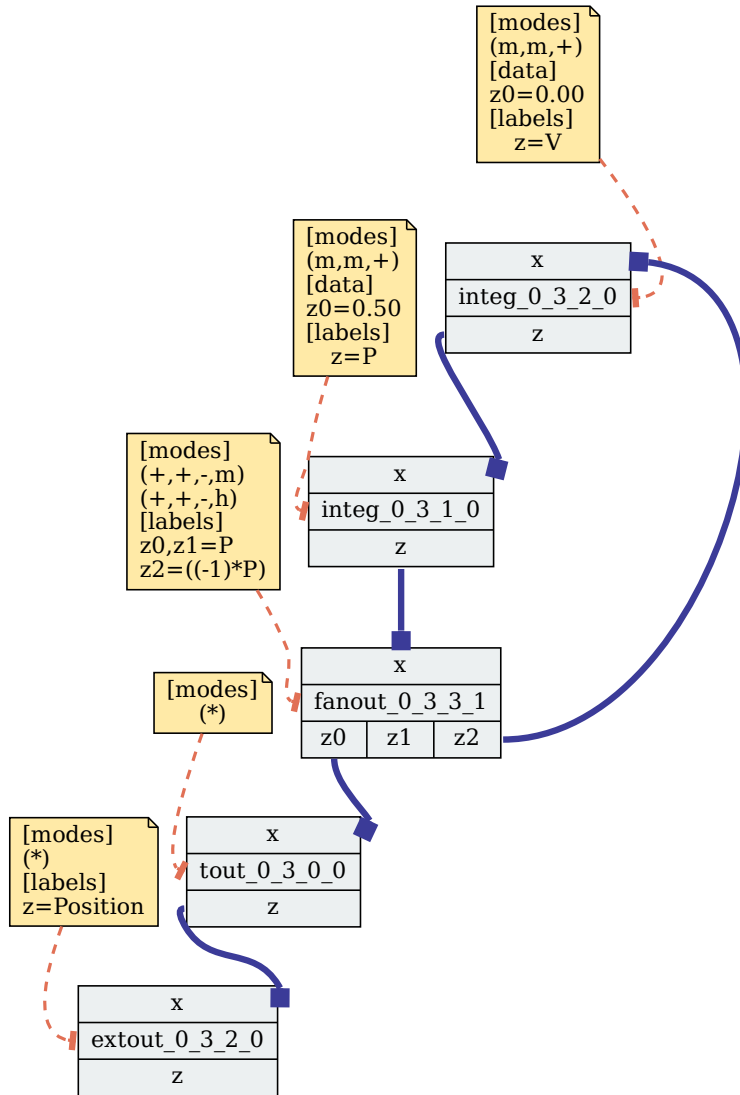 [modes]
(m,m,+)
[data]
z0=0.00
[labels]
z=V
[modes]
(m,m,+)
[data]
z0=0.50
[labels]
z=P
x
integ_0_3_2_0
z
[modes]
(+,+,-,m)
(+,+,-,h)
[labels]
z0,z1=P
z2=((-1)*P)
x
integ_0_3_1_0
z
x
fanout_0_3_3_1
z0 z1 z2
[modes]
(*)
x
tout_0_3_0_0
z
[modes]
(*)
[labels]
z=Position
x
extout_0_3_2_0
z